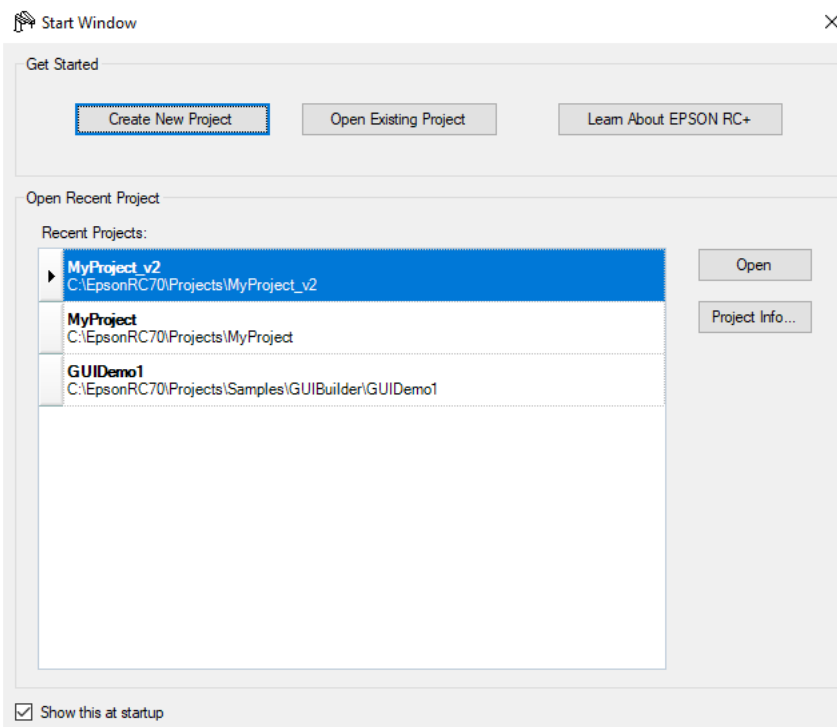 Start Window
Get Started
Create New Project
Open Existing Project
Learn About EPSON RC+
Open Recent Project
Recent Projects:
MyProject_v2
C:\EpsonRC70\Projects\MyProject_v2
Open
MyProject
C:\EpsonRC70\Projects\MyProject
Project Info...
GUIDemo1
C:\EpsonRC70\Projects\Samples\GUIBuilder\GUIDemo1
Show this at startup